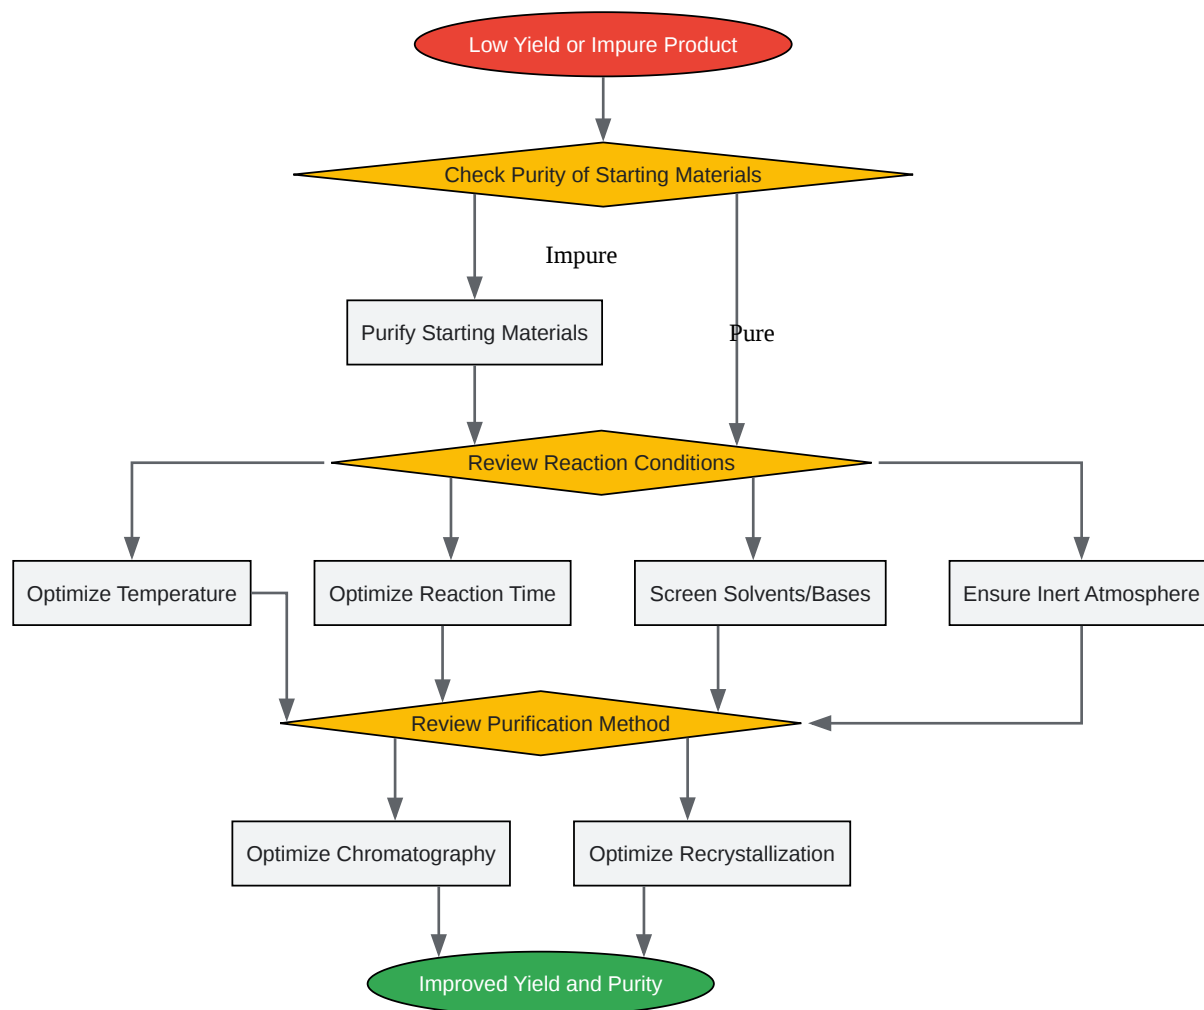 Low Yield or Impure Product
Check Purity of Starting Materials
Impure
Purify Starting Materials
Pure
Review Reaction Conditions
Optimize Temperature
Optimize Reaction Time
Screen Solvents/Bases
Ensure Inert Atmosphere
Review Purification Method
Optimize Chromatography
Optimize Recrystallization
Improved Yield and Purity